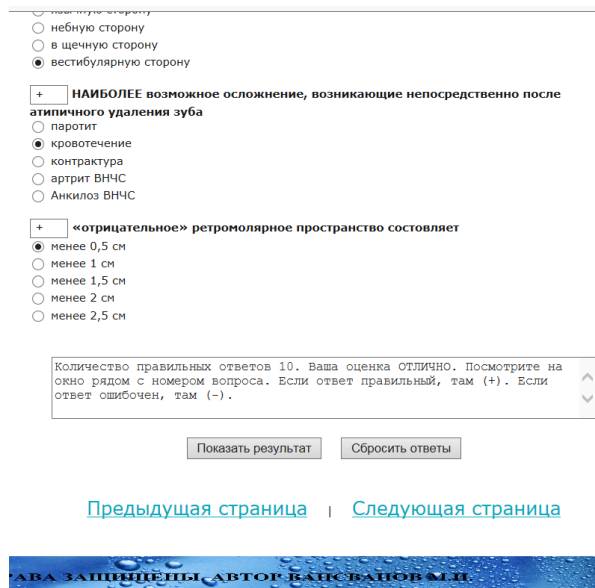 небную сторону
в щечную сторону
вестибулярную сторону
+ НАИБОЛЕЕ возможное осложнение, возникающие непосредственно после
атипичного удаления зуба
паротит
кровотечение
контрактура
артрит ВНЧС
Анкилоз ВНЧС
+ «отрицательное» ретромолярное пространство состовляет
менее 0,5 см
менее 1 см
менее 1,5 см
менее 2 см
менее 2,5 см
Количество правильных ответов 10. Ваша оценка ОТЛИЧНО. Посмотрите на
окно рядом с номером вопроса. Если ответ правильный, там (+). Если
ответ ошибочен, там (-).
Показать результат Сбросить ответы
Предыдущая страница | Следующая страница
АВА ЗАЩИЩЕНЫ. АВТОР М.И.